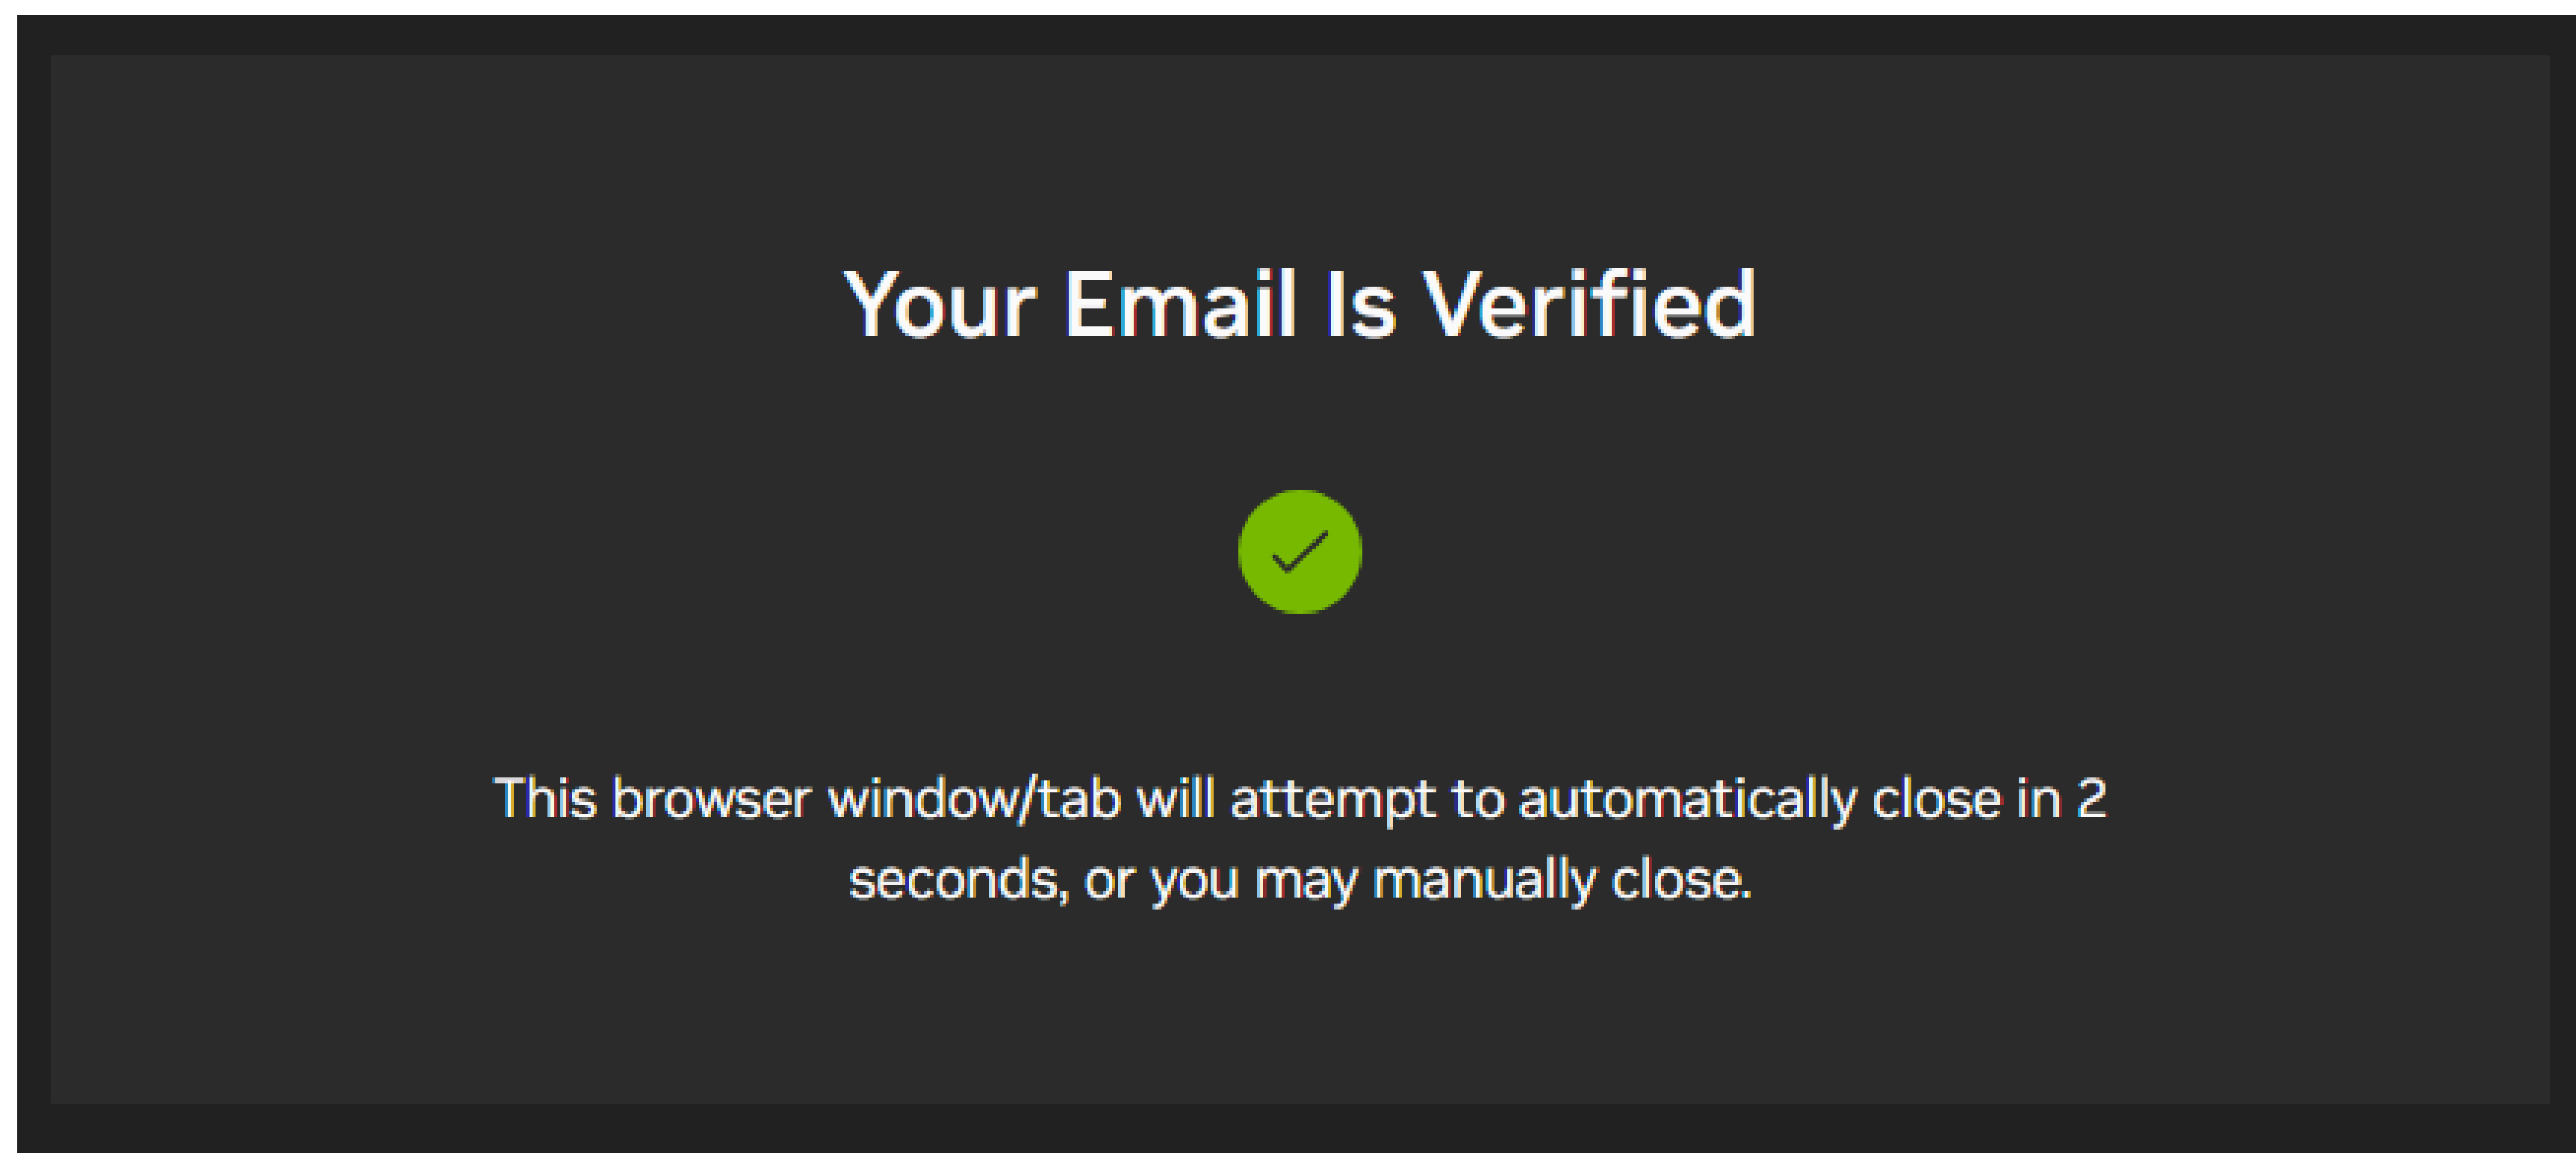 Your Email Is Verified
This browser window/tab will attempt to automatically close in 2
seconds, or you may manually close.